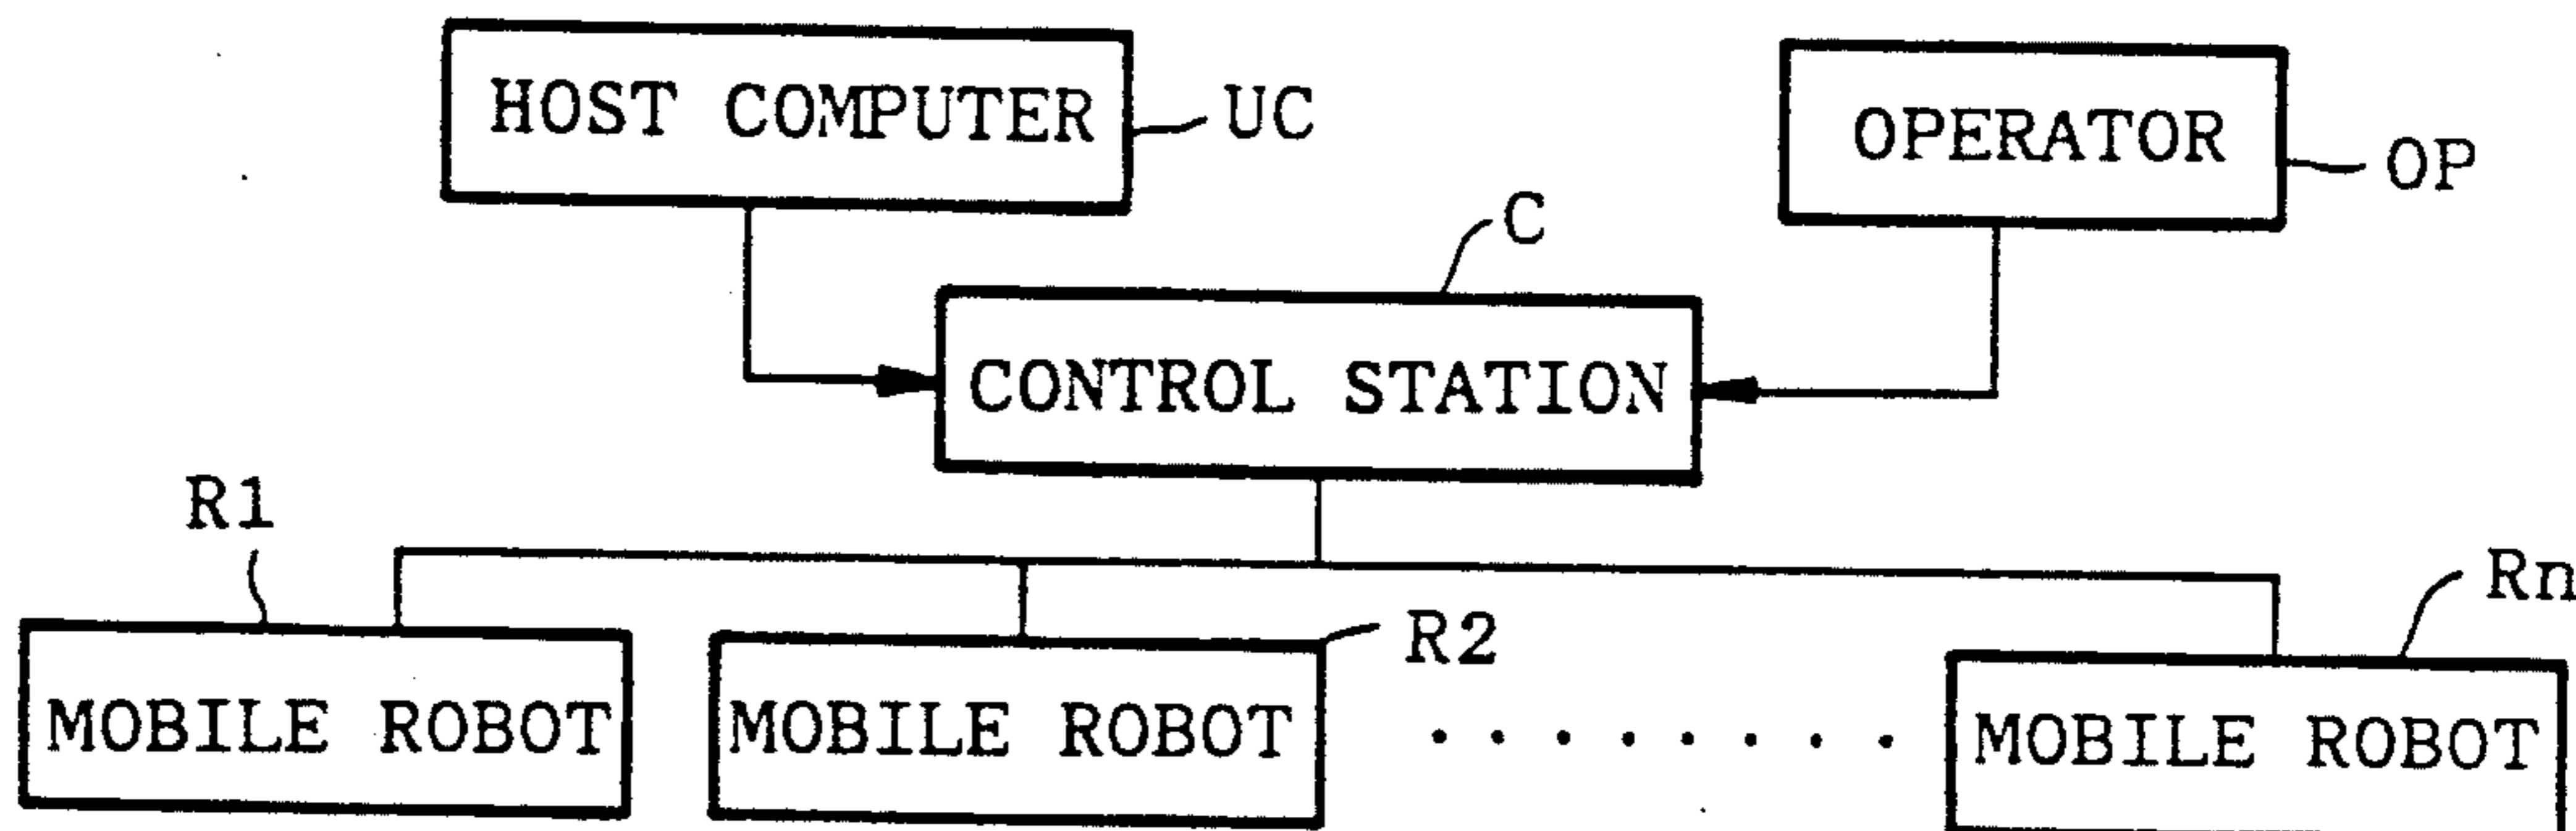 HOST COMPUTER
UC
OPERATOR
OP
C
CONTROL STATION
R1
Rn
R2
MOBILE ROBOT
MOBILE ROBOT
. . . . . . . .
MOBILE ROBOT